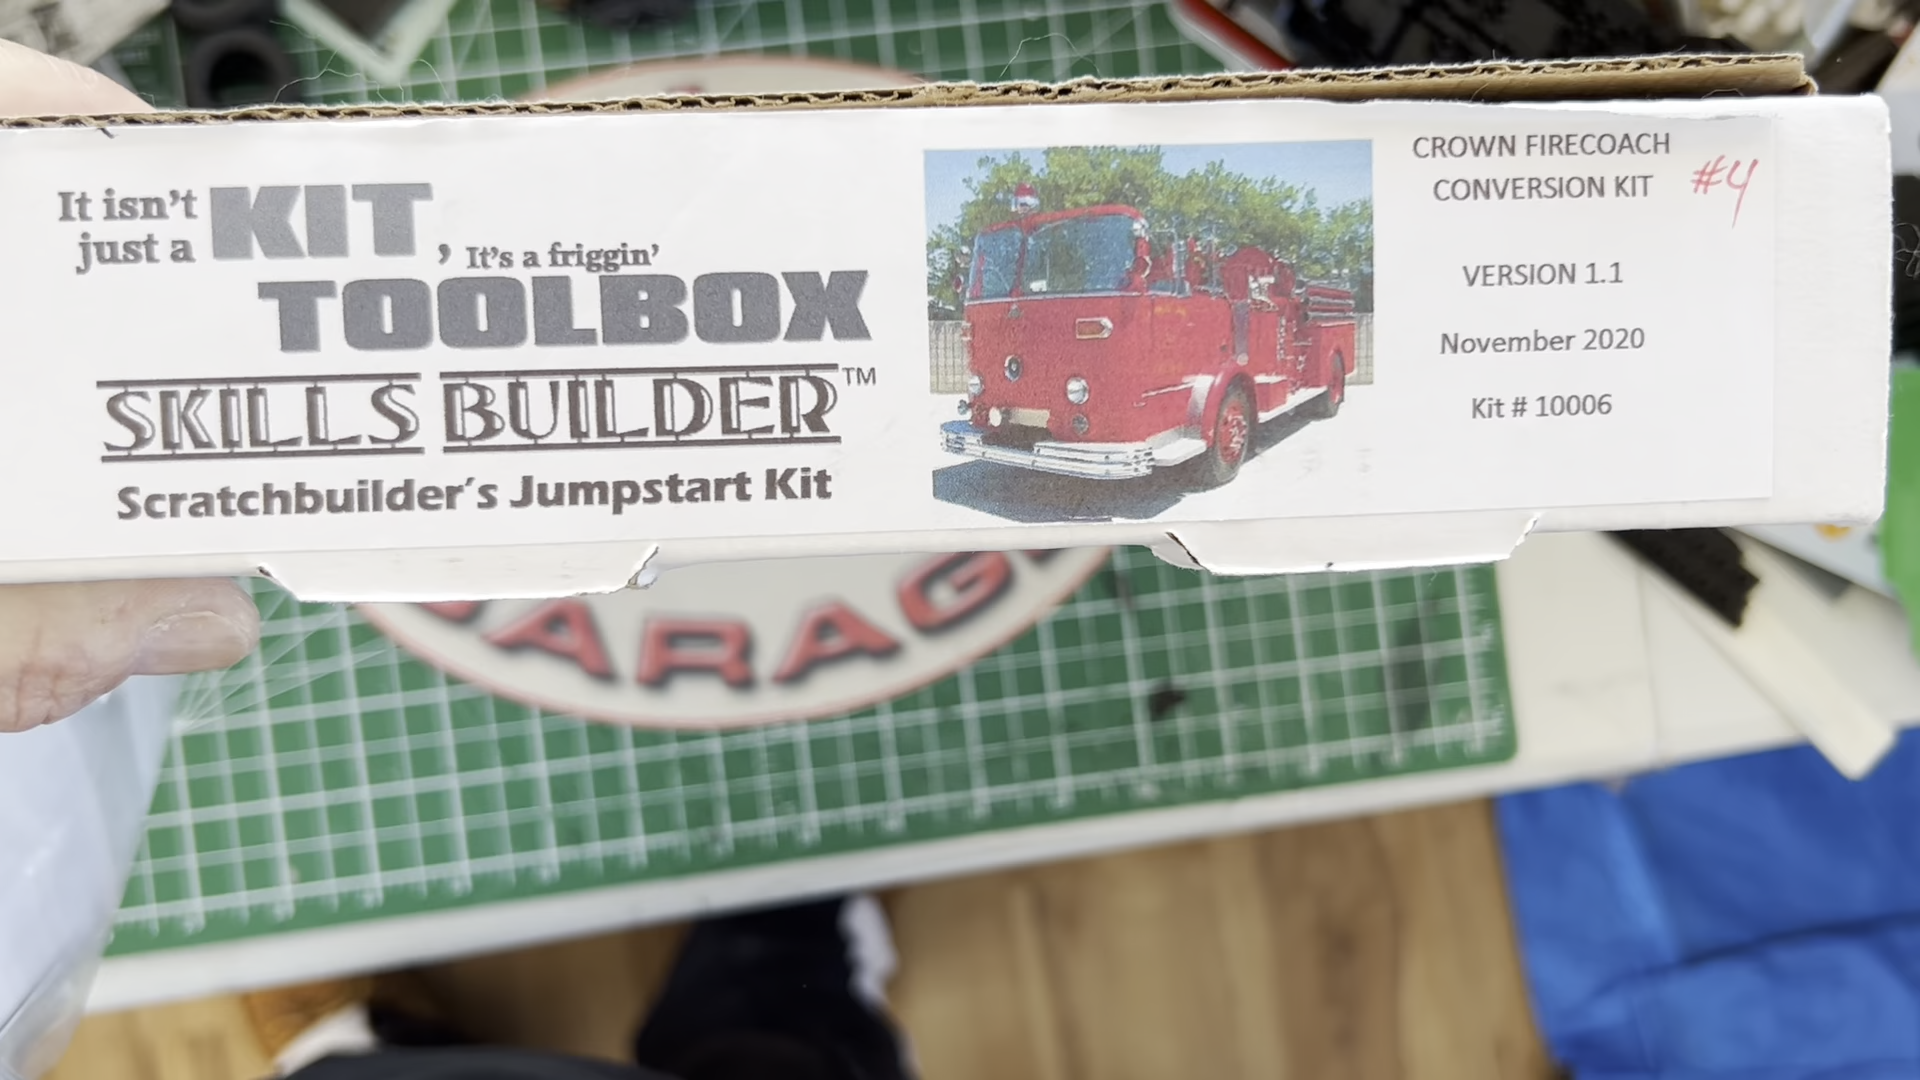 It isn't
just a KIT, It's a friggin'
TOOLBOX
SKILLS BUILDER™
Scratchbuilder's Jumpstart Kit
CROWN FIRECOACH
CONVERSION KIT #4
VERSION 1.1
November 2020
Kit # 10006
GARAGE